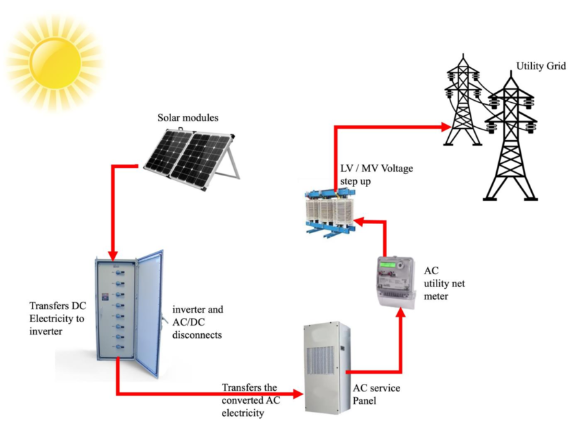 Solar modules
Utility Grid
LV / MV Voltage
step up
AC
utility net
meter
Transfers DC
Electricity to
inverter
inverter and
AC/DC
disconnects
Transfers the
converted AC
electricity
AC service
Panel